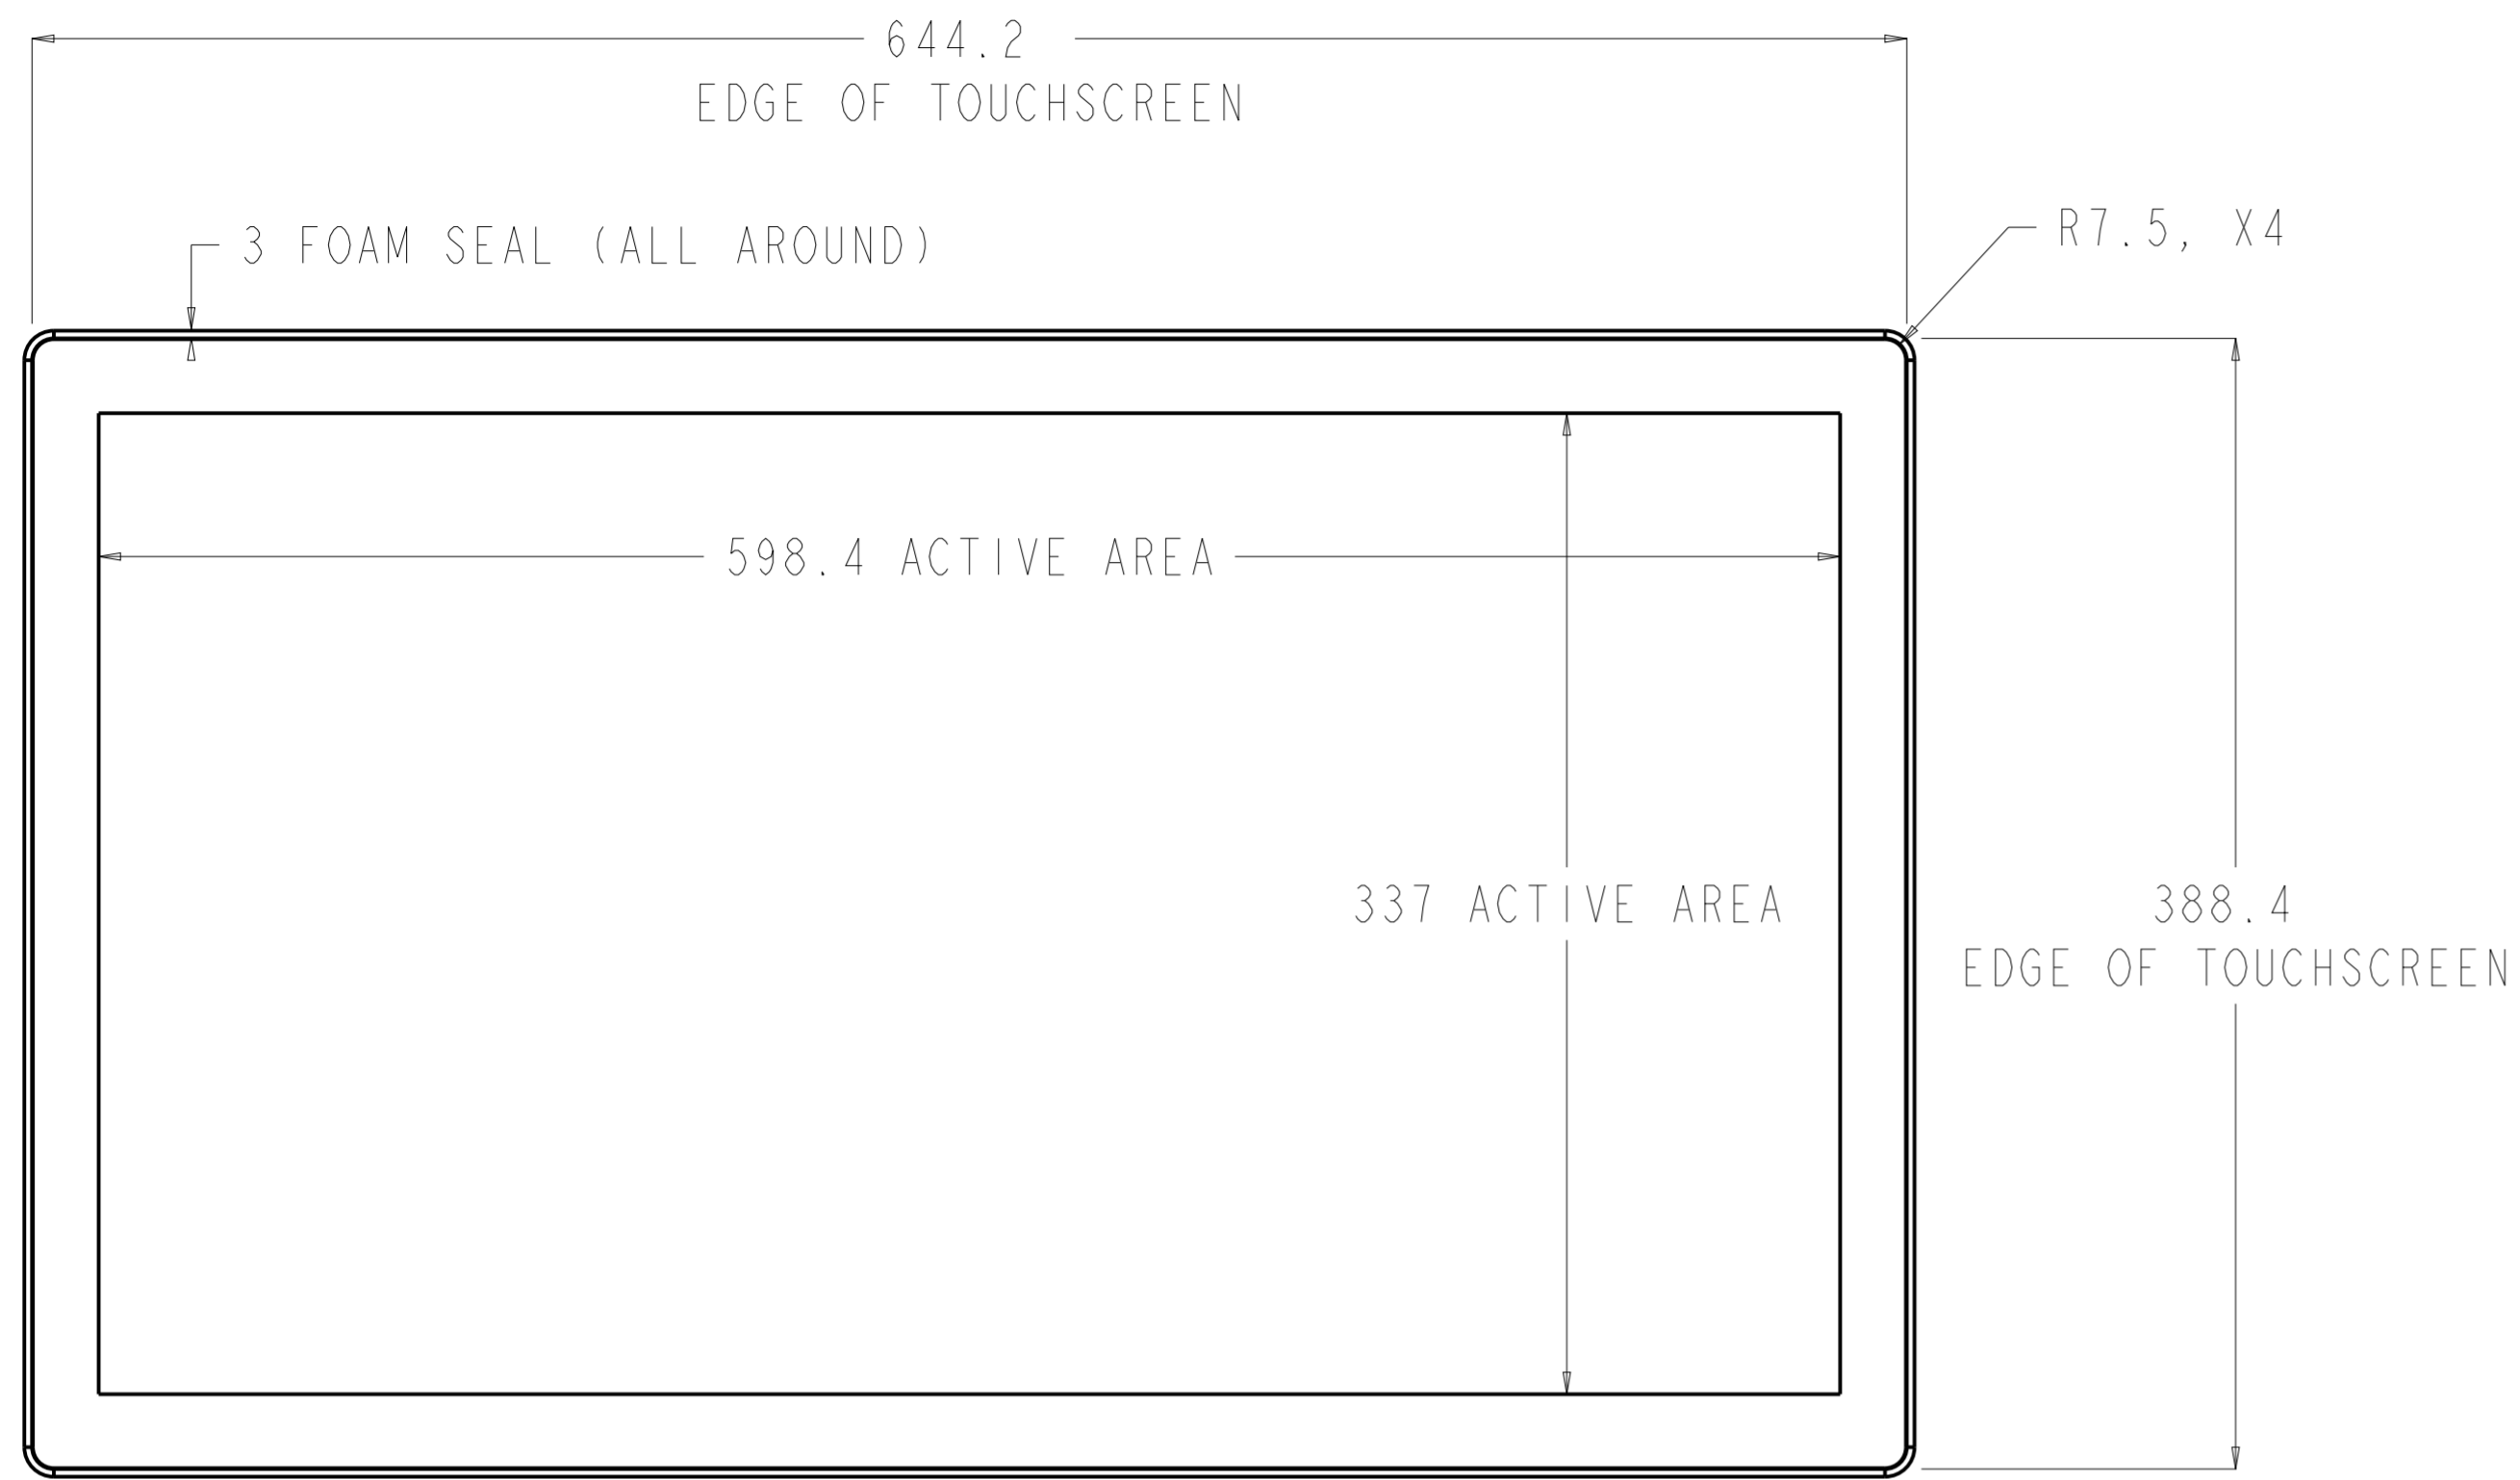 644.2
EDGE OF TOUCHSCREEN
R7.5, X4
3 FOAM SEAL (ALL AROUND)
598.4 ACTIVE AREA
337 ACTIVE AREA
388.4
EDGE OF TOUCHSCREEN